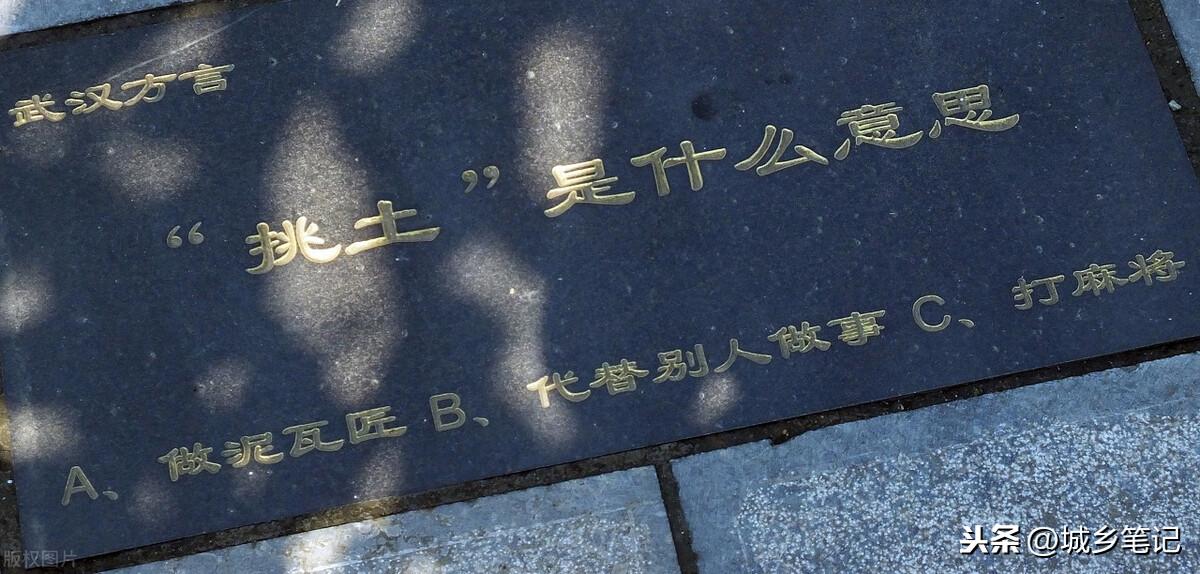 武汉方言
“挑土”是什么意思
A、做泥瓦匠 B、代替别人做事 C、打麻将
版权图片
头条@城乡笔记